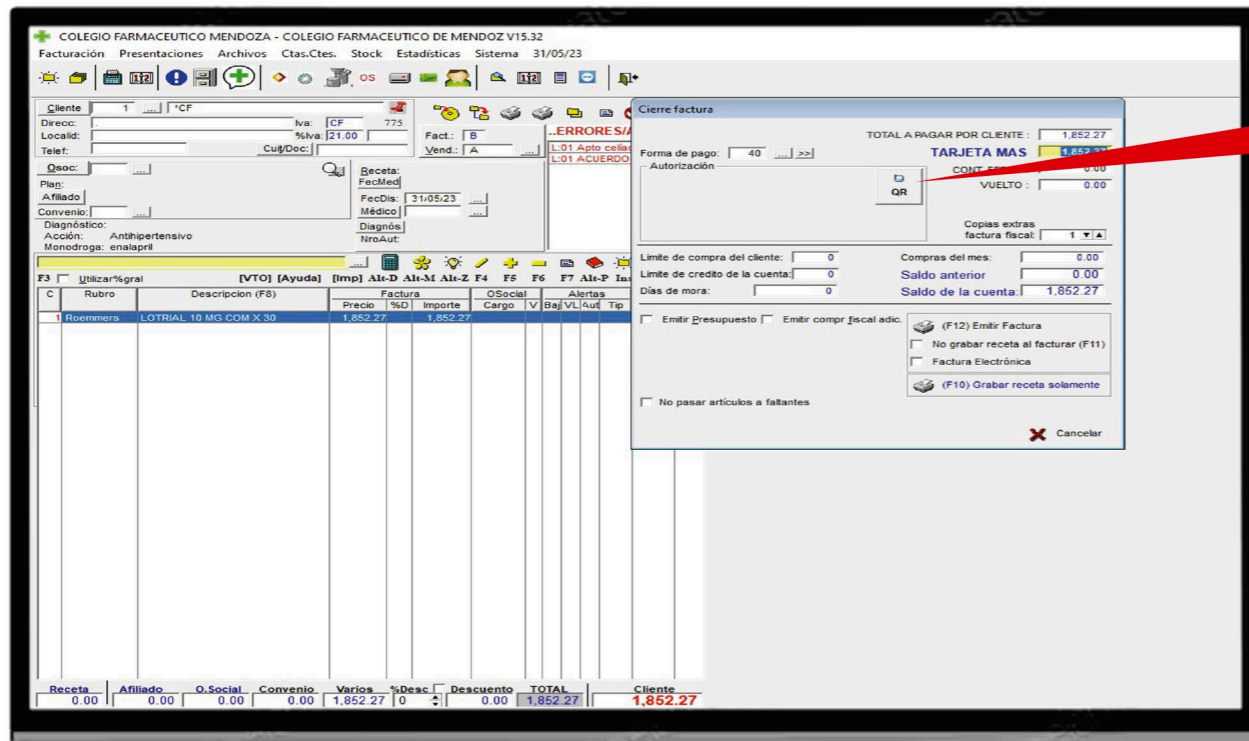 COLEGIO FARMACEUTICO MENDOZA - COLEGIO FARMACEUTICO DE MENDOZ V15.32
Facturación Presentaciones Archivos Ctas.Ctes. Stock Estadísticas Sistema 31/05/23
OS
Cliente 1 ... *CF
Direcc: . Iva: CF 775
Localid: %Iva: 21.00 Fact.: B
Telef: Cuit/Doc: Vend.: A ...
..ERRORES/A
L:01 Apto celia
L:01 ACUERDO
Osoc: ... Receta:
Plan: FecMed
Afiliado FecDis: 31/05/23 ...
Convenio: ... Médico ...
Diagnóstico: Diagnós
Acción: Antihipertensivo NroAut:
Monodroga: enalapril
...
F3 Utilizar%gral [VTO] [Ayuda] [Imp] Alt-D Alt-M Alt-Z F4 F5 F6 F7 Alt-P In
C Rubro Descripcion (F8) Factura OSocial Alertas
Precio %D Importe Cargo V Baj VL Aut Tip
1 Roemmers LOTRIAL 10 MG COM X 30 1,852.27 1,852.27
Cierre factura
TOTAL A PAGAR POR CLIENTE : 1,852.27
Forma de pago: 40 ... >> TARJETA MAS 1,852.27
Autorización
QR
CONT. 0.00
VUELTO : 0.00
Copias extras
factura fiscal: 1
Limite de compra del cliente: 0 Compras del mes: 0.00
Limite de credito de la cuenta: 0 Saldo anterior 0.00
Días de mora: 0 Saldo de la cuenta: 1,852.27
Emitir Presupuesto Emitir compr fiscal adic.
(F12) Emitir Factura
No grabar receta al facturar (F11)
Factura Electrónica
(F10) Grabar receta solamente
No pasar artículos a faltantes
Cancelar
Receta Afiliado O.Social Convenio Varios %Desc Descuento TOTAL Cliente
0.00 0.00 0.00 0.00 1,852.27 0 0.00 1,852.27 1,852.27